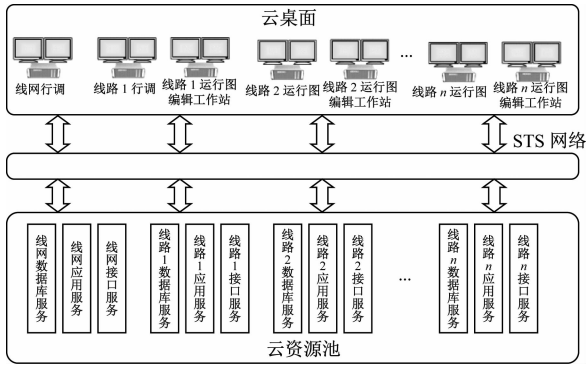 云桌面
线网行调
线路1行调
线路1运行图
编辑工作站
线路2运行图
线路2运行图
编辑工作站
...
线路n运行图
线路n运行图
编辑工作站
STS 网络
线网数据库服务
线网应用服务
线网接口服务
线路1数据库服务
线路1应用服务
线路1接口服务
线路2数据库服务
线路2应用服务
线路2接口服务
...
线路n数据库服务
线路n应用服务
线路n接口服务
云资源池